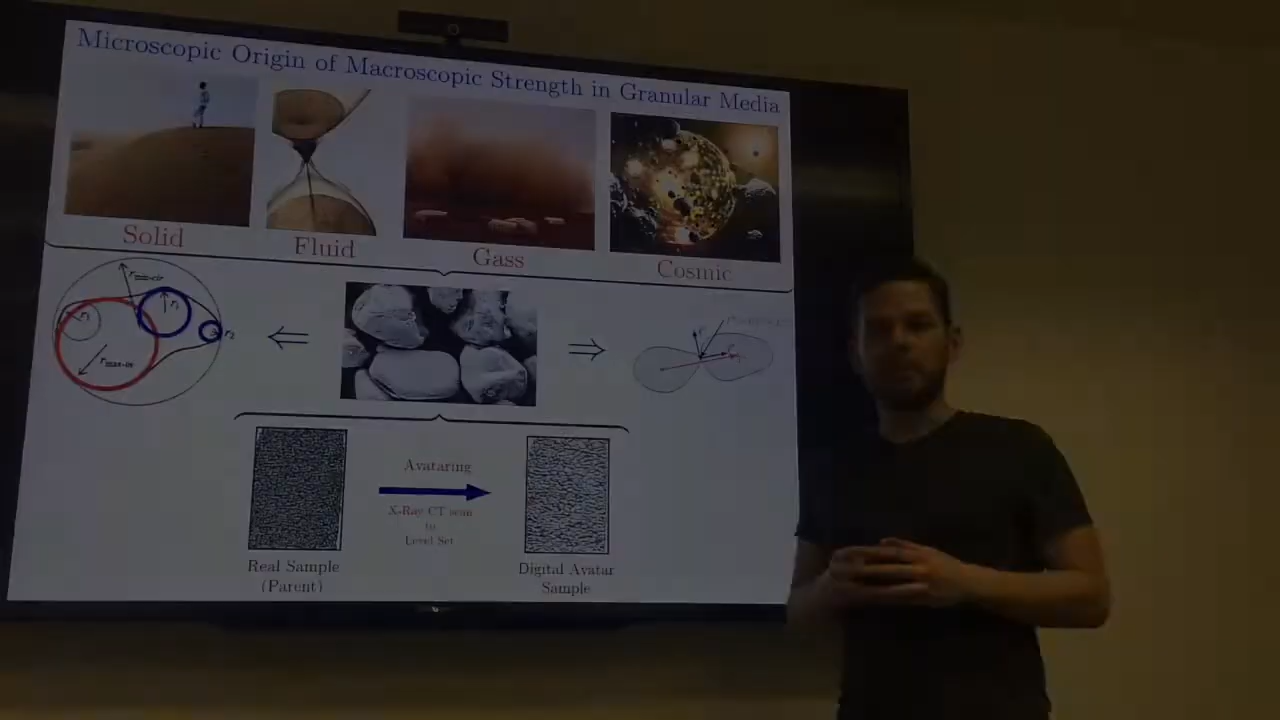 Microscopic Origin of Macroscopic Strength in Granular Media
Solid
Fluid
Gass
Cosmic
Avataring
X-Ray CT scan
to
Level Set
Real Sample
(Parent)
Digital Avatar
Sample